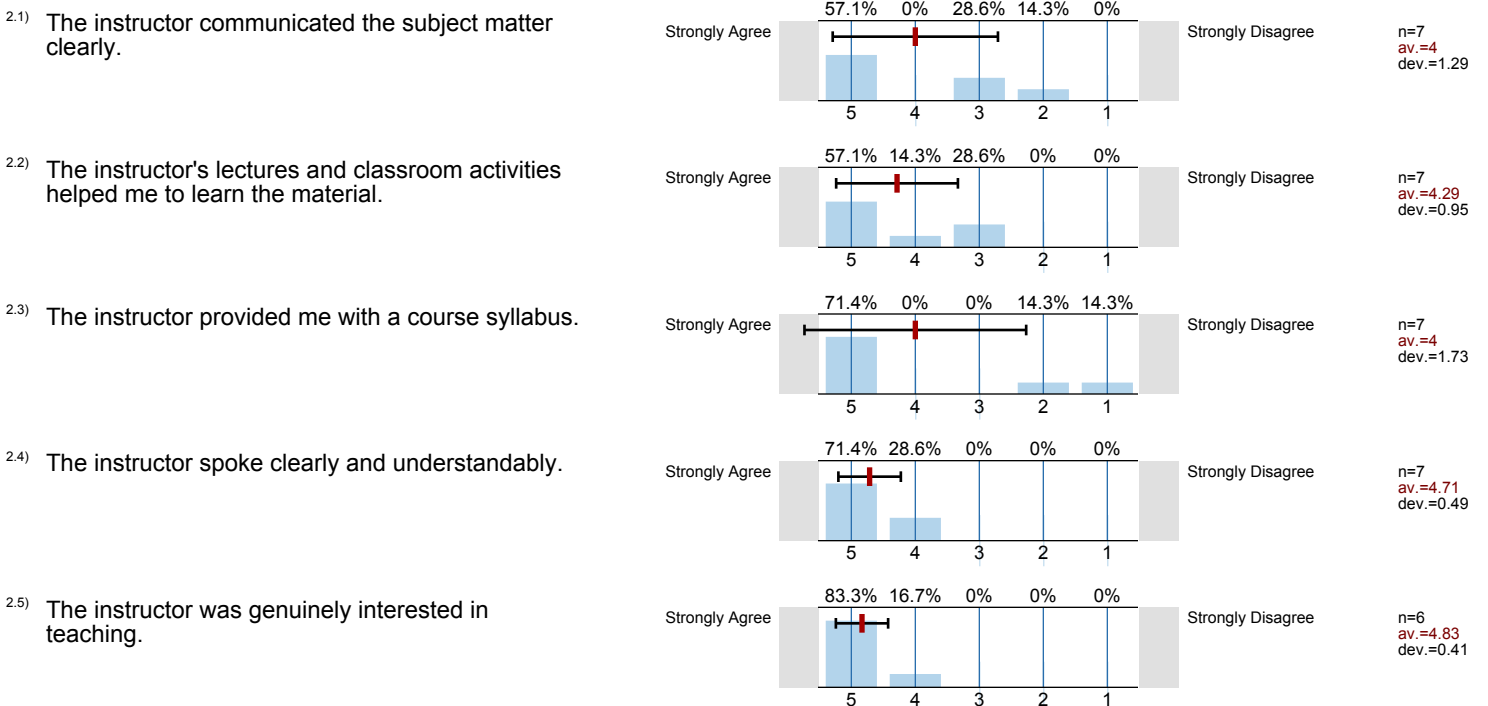 2.1) The instructor communicated the subject matter
clearly.
Strongly Agree
57.1% 0% 28.6% 14.3% 0%
5 4 3 2 1
Strongly Disagree
n=7
av.=4
dev.=1.29
2.2) The instructor's lectures and classroom activities
helped me to learn the material.
Strongly Agree
57.1% 14.3% 28.6% 0% 0%
5 4 3 2 1
Strongly Disagree
n=7
av.=4.29
dev.=0.95
2.3) The instructor provided me with a course syllabus.
Strongly Agree
71.4% 0% 0% 14.3% 14.3%
5 4 3 2 1
Strongly Disagree
n=7
av.=4
dev.=1.73
2.4) The instructor spoke clearly and understandably.
Strongly Agree
71.4% 28.6% 0% 0% 0%
5 4 3 2 1
Strongly Disagree
n=7
av.=4.71
dev.=0.49
2.5) The instructor was genuinely interested in
teaching.
Strongly Agree
83.3% 16.7% 0% 0% 0%
5 4 3 2 1
Strongly Disagree
n=6
av.=4.83
dev.=0.41